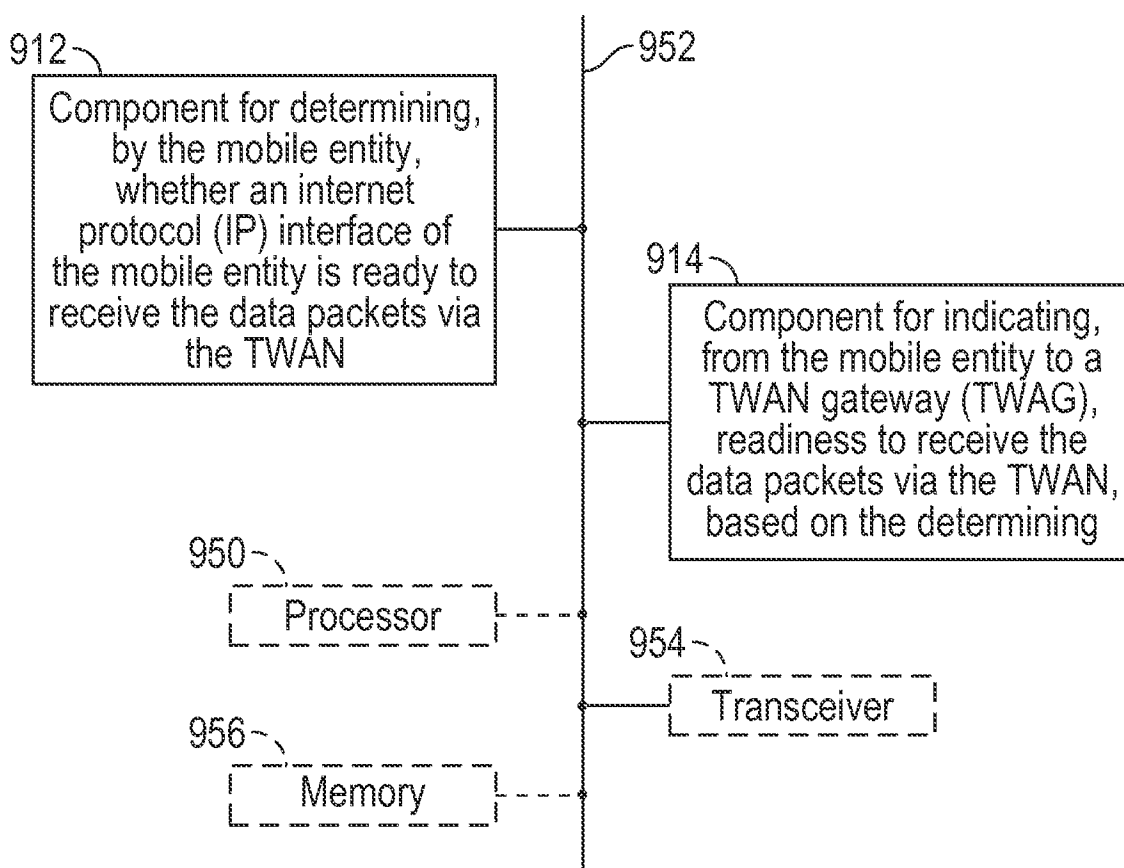 912
952
Component for determining,
by the mobile entity,
whether an internet
protocol (IP) interface of
the mobile entity is ready to
receive the data packets via
the TWAN
914
Component for indicating,
from the mobile entity to a
TWAN gateway (TWAG),
readiness to receive the
data packets via the TWAN,
based on the determining
950
Processor
954
Transceiver
956
Memory